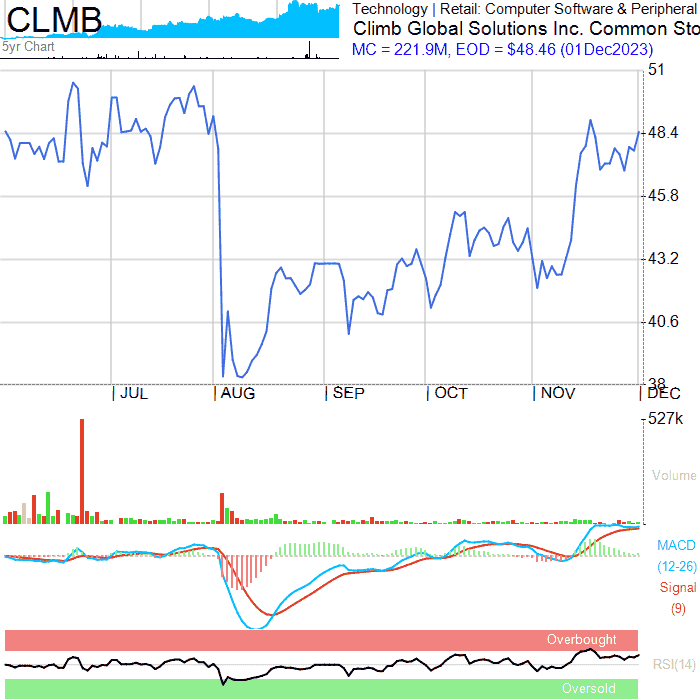 CLMB
Technology | Retail: Computer Software & Peripheral
Climb Global Solutions Inc. Common Sto
MC = 221.9M, EOD = $48.46 (01Dec2023)
5yr Chart
51
48.4
45.8
43.2
40.6
38
JUL
AUG
SEP
OCT
NOV
DEC
527k
Volume
MACD
(12-26)
Signal
(9)
Overbought
RSI(14)
Oversold